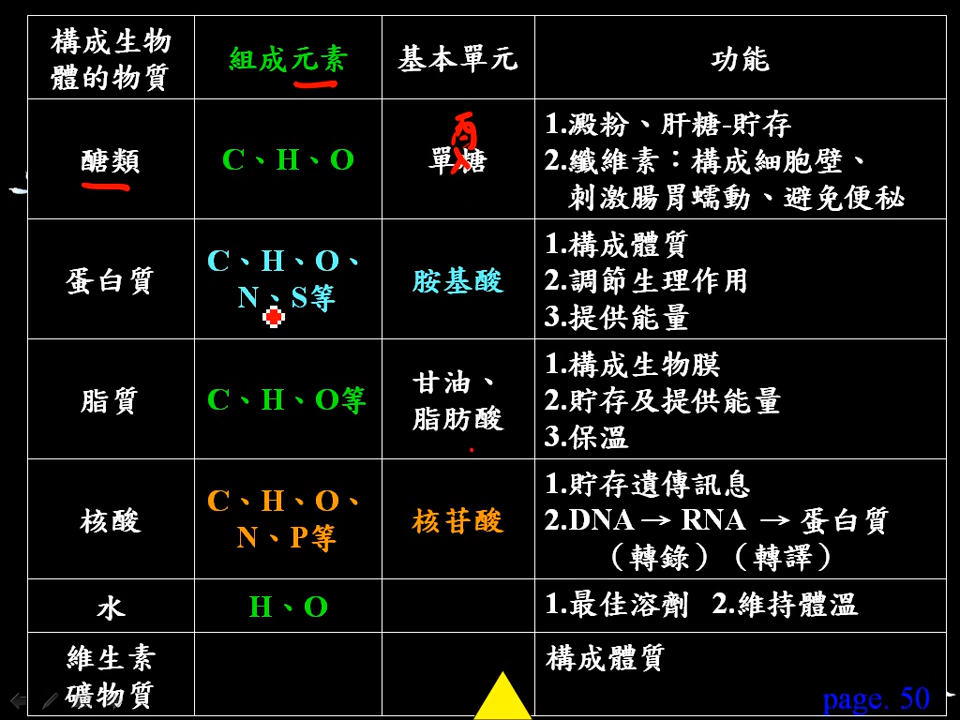 構成生物
體的物質
組成元素
基本單元
功能
醣類
C、H、O
單糖
1.澱粉、肝糖-貯存
2.纖維素：構成細胞壁、
刺激腸胃蠕動、避免便秘
蛋白質
C、H、O、
N、S等
胺基酸
1.構成體質
2.調節生理作用
3.提供能量
脂質
C、H、O等
甘油、
脂肪酸
1.構成生物膜
2.貯存及提供能量
3.保溫
核酸
C、H、O、
N、P等
核苷酸
1.貯存遺傳訊息
2.DNA → RNA → 蛋白質
（轉錄）（轉譯）
水
H、O
1.最佳溶劑 2.維持體溫
維生素
礦物質
構成體質
page. 50